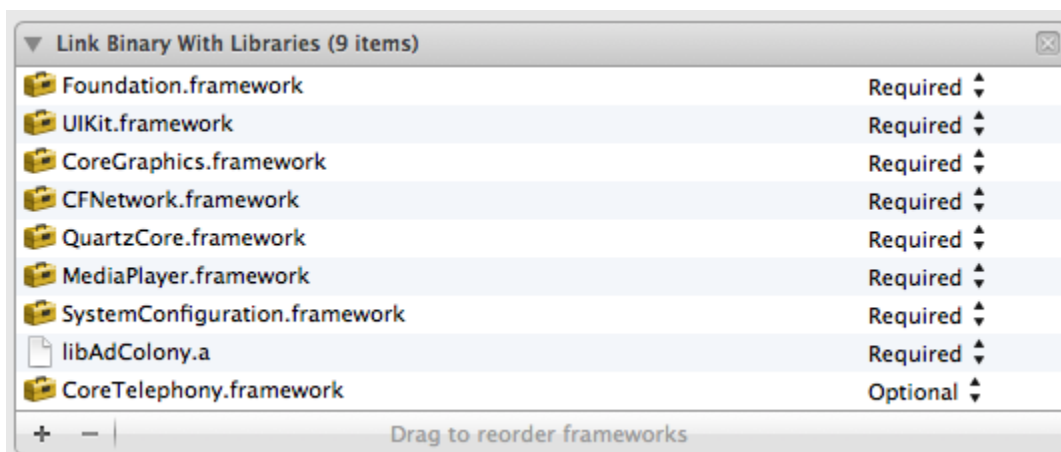 Link Binary With Libraries (9 items)
Foundation.framework Required
UIKit.framework Required
CoreGraphics.framework Required
CFNetwork.framework Required
QuartzCore.framework Required
MediaPlayer.framework Required
SystemConfiguration.framework Required
libAdColony.a Required
CoreTelephony.framework Optional
Drag to reorder frameworks